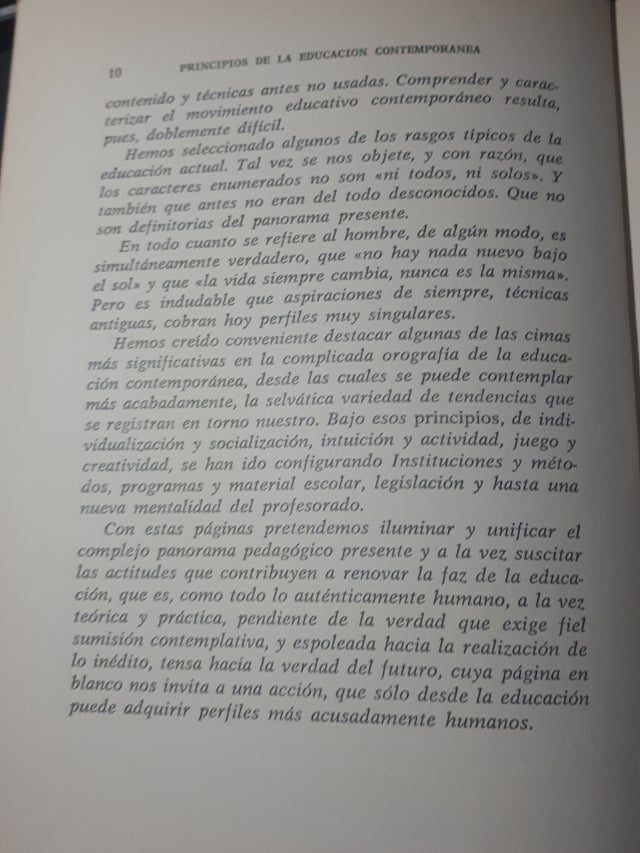 10
PRINCIPIOS DE LA EDUCACION CONTEMPORANEA
contenido y técnicas antes no usadas. Comprender y carac-
terizar el movimiento educativo contemporáneo resulta,
pues, doblemente difícil.
Hemos seleccionado algunos de los rasgos típicos de la
educación actual. Tal vez se nos objete, y con razón, que
los caracteres enumerados no son «ni todos, ni solos». Y
también que antes no eran del todo desconocidos. Que no
son definitorias del panorama presente.
En todo cuanto se refiere al hombre, de algún modo, es
simultáneamente verdadero, que «no hay nada nuevo bajo
el sol» y que «la vida siempre cambia, nunca es la misma».
Pero es indudable que aspiraciones de siempre, técnicas
antiguas, cobran hoy perfiles muy singulares.
Hemos creído conveniente destacar algunas de las cimas
más significativas en la complicada orografía de la educa-
ción contemporánea, desde las cuales se puede contemplar
más acabadamente, la selvática variedad de tendencias que
se registran en torno nuestro. Bajo esos principios, de indi-
vidualización y socialización, intuición y actividad, juego y
creatividad, se han ido configurando Instituciones y méto-
dos, programas y material escolar, legislación y hasta una
nueva mentalidad del profesorado.
Con estas páginas pretendemos iluminar y unificar el
complejo panorama pedagógico presente y a la vez suscitar
las actitudes que contribuyen a renovar la faz de la educa-
ción, que es, como todo lo auténticamente humano, a la vez
teórica y práctica, pendiente de la verdad que exige fiel
sumisión contemplativa, y espoleada hacia la realización de
lo inédito, tensa hacia la verdad del futuro, cuya página en
blanco nos invita a una acción, que sólo desde la educación
puede adquirir perfiles más acusadamente humanos.